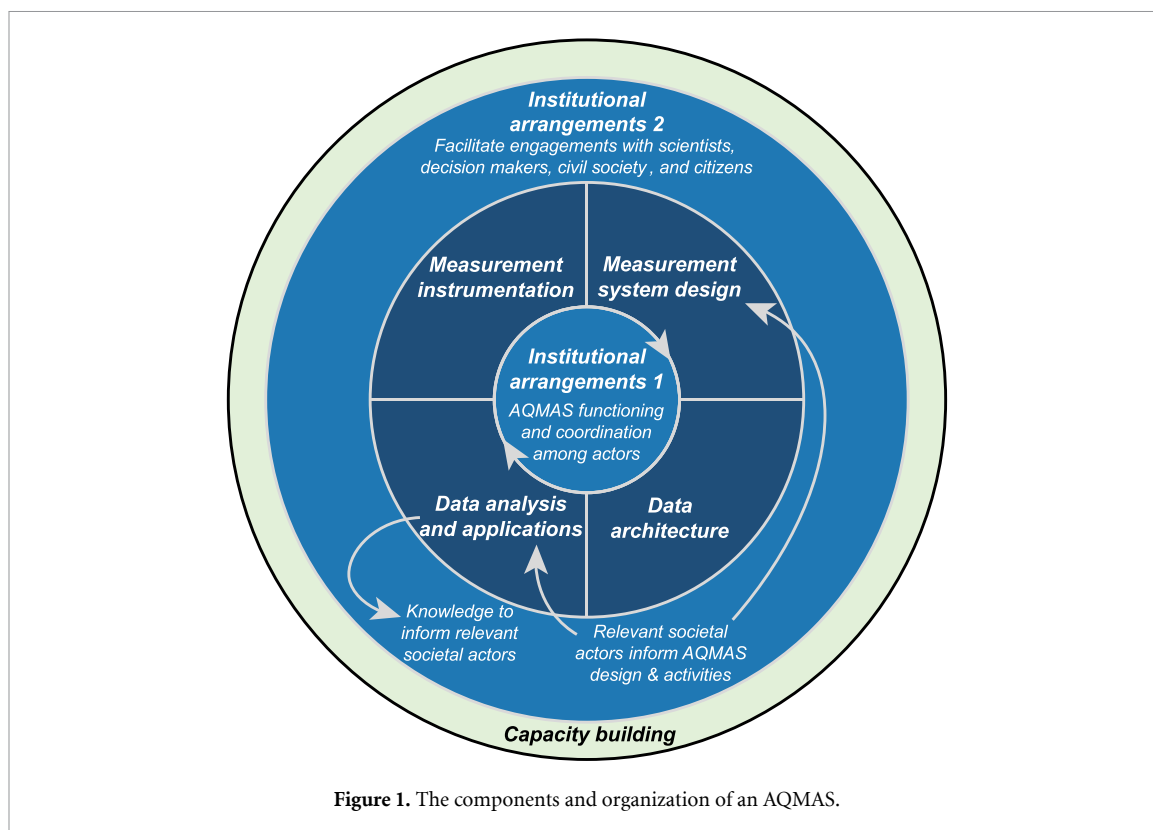 Institutional
arrangements 2
Facilitate engagements with scientists,
decision makers, civil society, and citizens
Measurement
instrumentation
Measurement
system design
Institutional
arrangements 1
AQMAS functioning
and coordination
among actors
Data analysis
and applications
Data
architecture
Knowledge to
inform relevant
societal actors
Relevant societal
actors inform AQMAS
design & activities
Capacity building
Figure 1. The components and organization of an AQMAS.